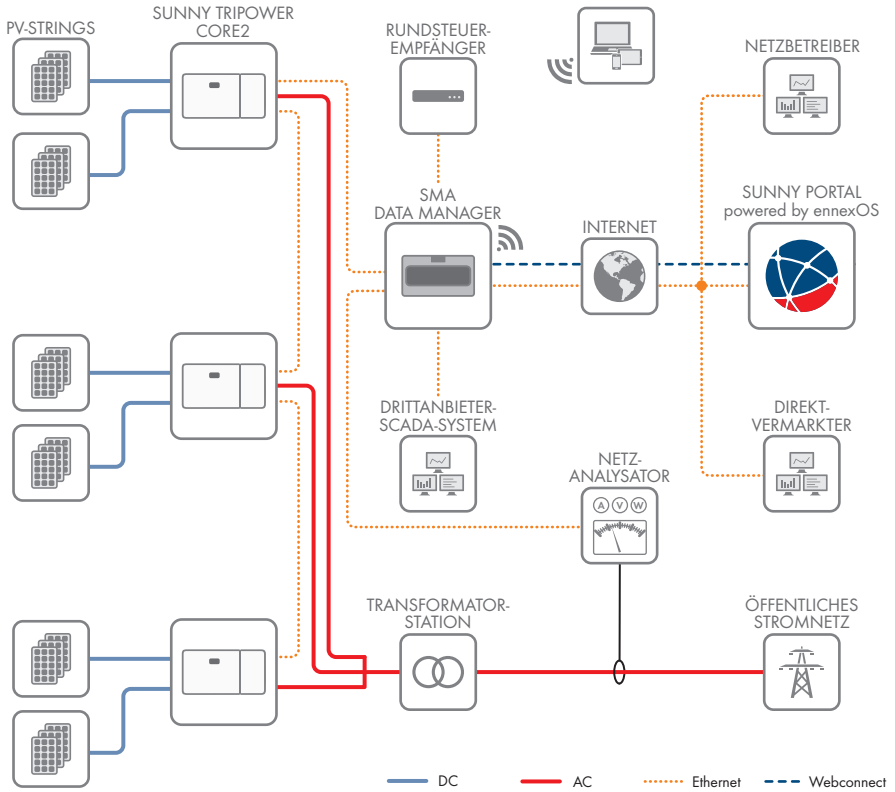 PV-STRINGS
SUNNY TRIPOWER
CORE2
RUNDSTEUER-
EMPFÄNGER
NETZBETREIBER
SMA
DATA MANAGER
INTERNET
SUNNY PORTAL
powered by ennexOS
DRITTANBIETER-
SCADA-SYSTEM
NETZ-
ANALYSATOR
A V W
DIREKT-
VERMARKTER
TRANSFORMATOR-
STATION
ÖFFENTLICHES
STROMNETZ
DC
AC
Ethernet
Webconnect